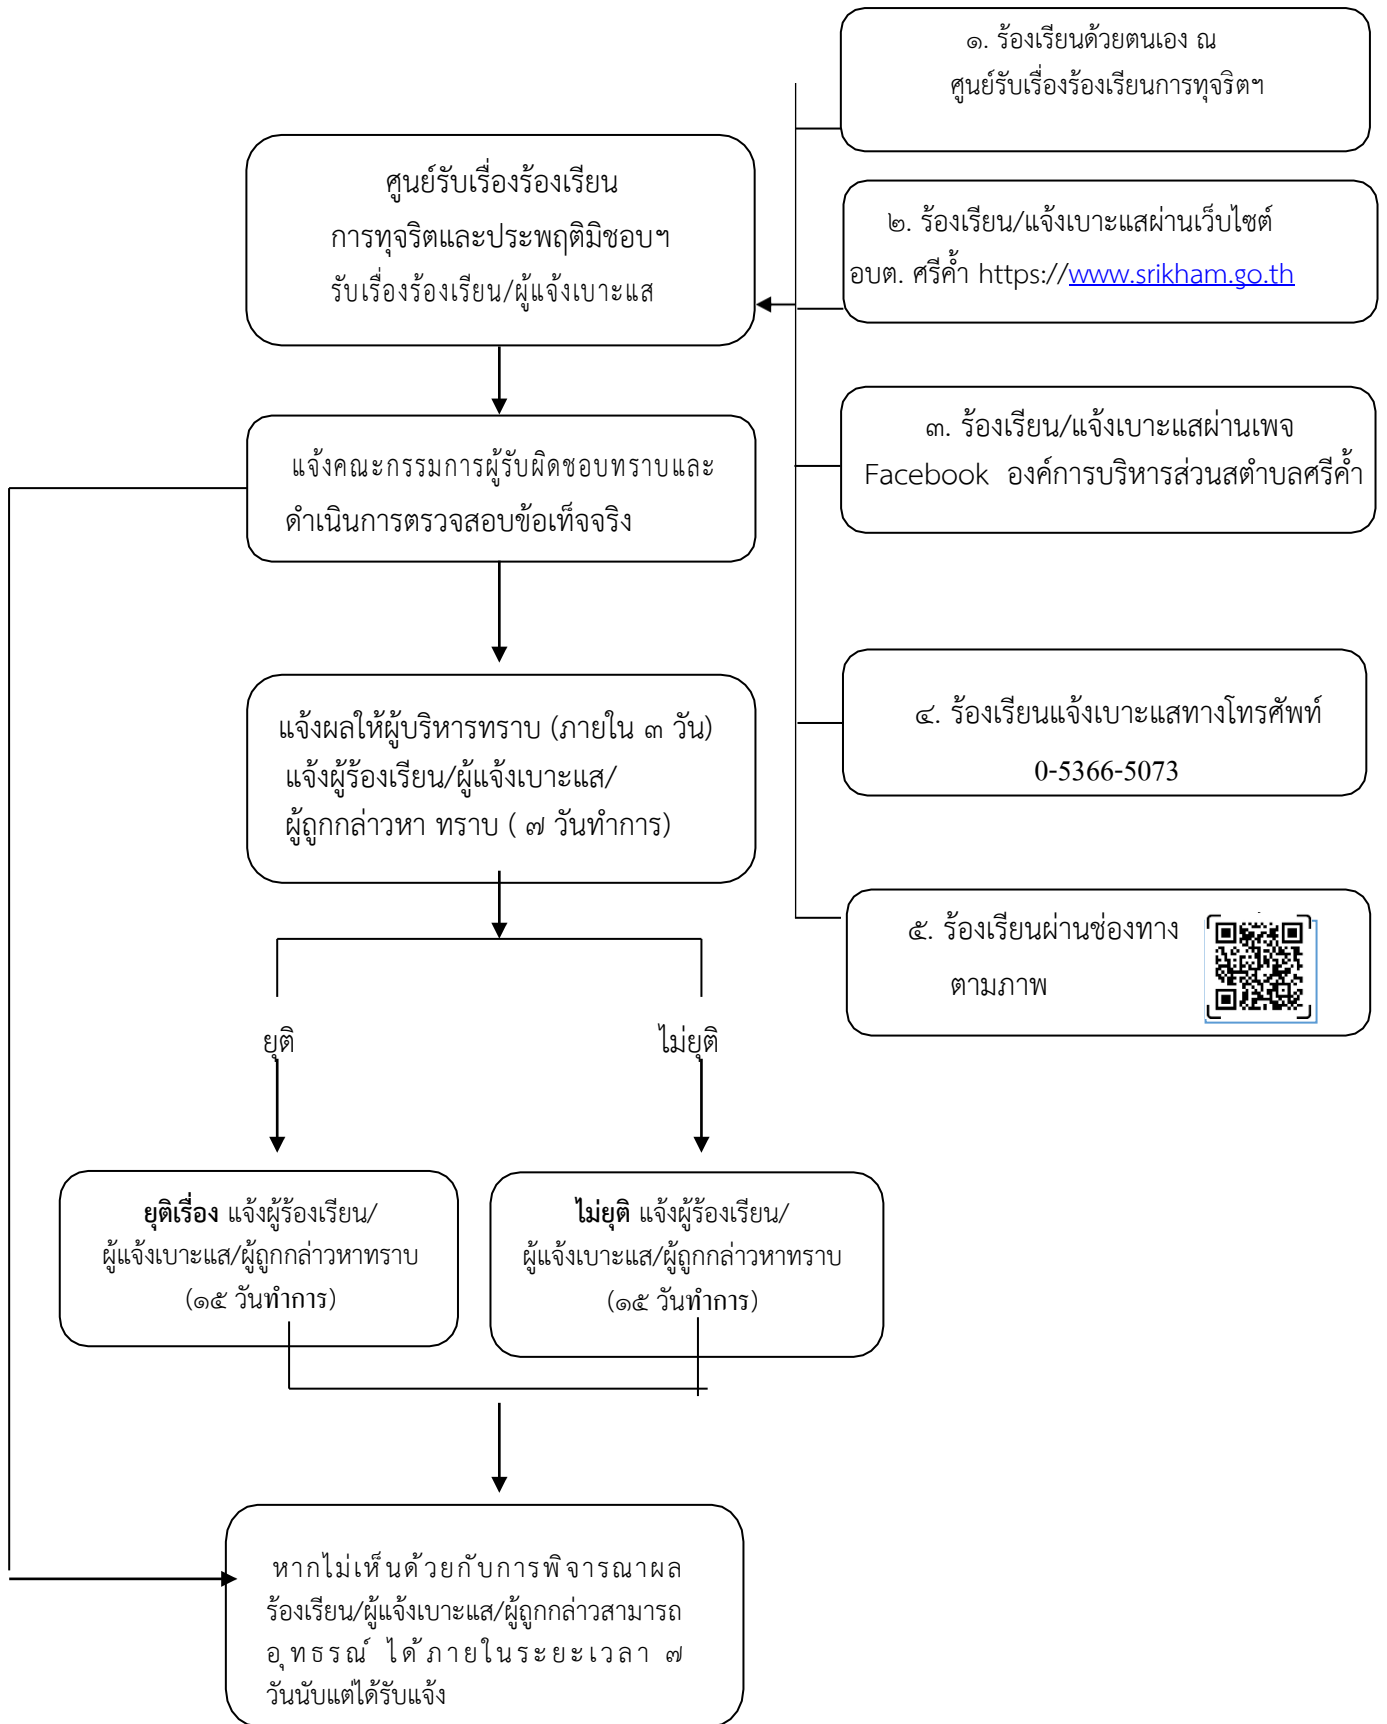 ๑. ร้องเรียนด้วยตนเอง ณ
ศูนย์รับเรื่องร้องเรียนการทุจริตฯ
ศูนย์รับเรื่องร้องเรียน
การทุจริตและประพฤติมิชอบฯ
รับเรื่องร้องเรียน/ผู้แจ้งเบาะแส
๒. ร้องเรียน/แจ้งเบาะแสผ่านเว็บไซต์
อบต. ศรีค้ำ https://www.srikham.go.th
๓. ร้องเรียน/แจ้งเบาะแสผ่านเพจ
Facebook องค์การบริหารส่วนสตำบลศรีค้ำ
แจ้งคณะกรรมการผู้รับผิดชอบทราบและ
ดำเนินการตรวจสอบข้อเท็จจริง
๔. ร้องเรียนแจ้งเบาะแสทางโทรศัพท์
0-5366-5073
แจ้งผลให้ผู้บริหารทราบ (ภายใน ๓ วัน)
แจ้งผู้ร้องเรียน/ผู้แจ้งเบาะแส/
ผู้ถูกกล่าวหา ทราบ ( ๗ วันทำการ)
๕. ร้องเรียนผ่านช่องทาง
ตามภาพ
ยุติ
ไม่ยุติ
ยุติเรื่อง แจ้งผู้ร้องเรียน/
ผู้แจ้งเบาะแส/ผู้ถูกกล่าวหาทราบ
(๑๕ วันทำการ)
ไม่ยุติ แจ้งผู้ร้องเรียน/
ผู้แจ้งเบาะแส/ผู้ถูกกล่าวหาทราบ
(๑๕ วันทำการ)
หากไม่เห็นด้วยกับการพิจารณาผล
ร้องเรียน/ผู้แจ้งเบาะแส/ผู้ถูกกล่าวสามารถ
อุทธรณ์ ได้ภายในระยะเวลา ๗
วันนับแต่ได้รับแจ้ง